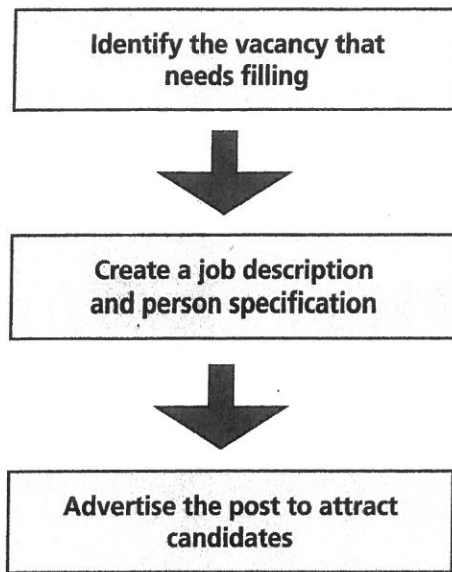 Identify the vacancy that
needs filling
Create a job description
and person specification
Advertise the post to attract
candidates